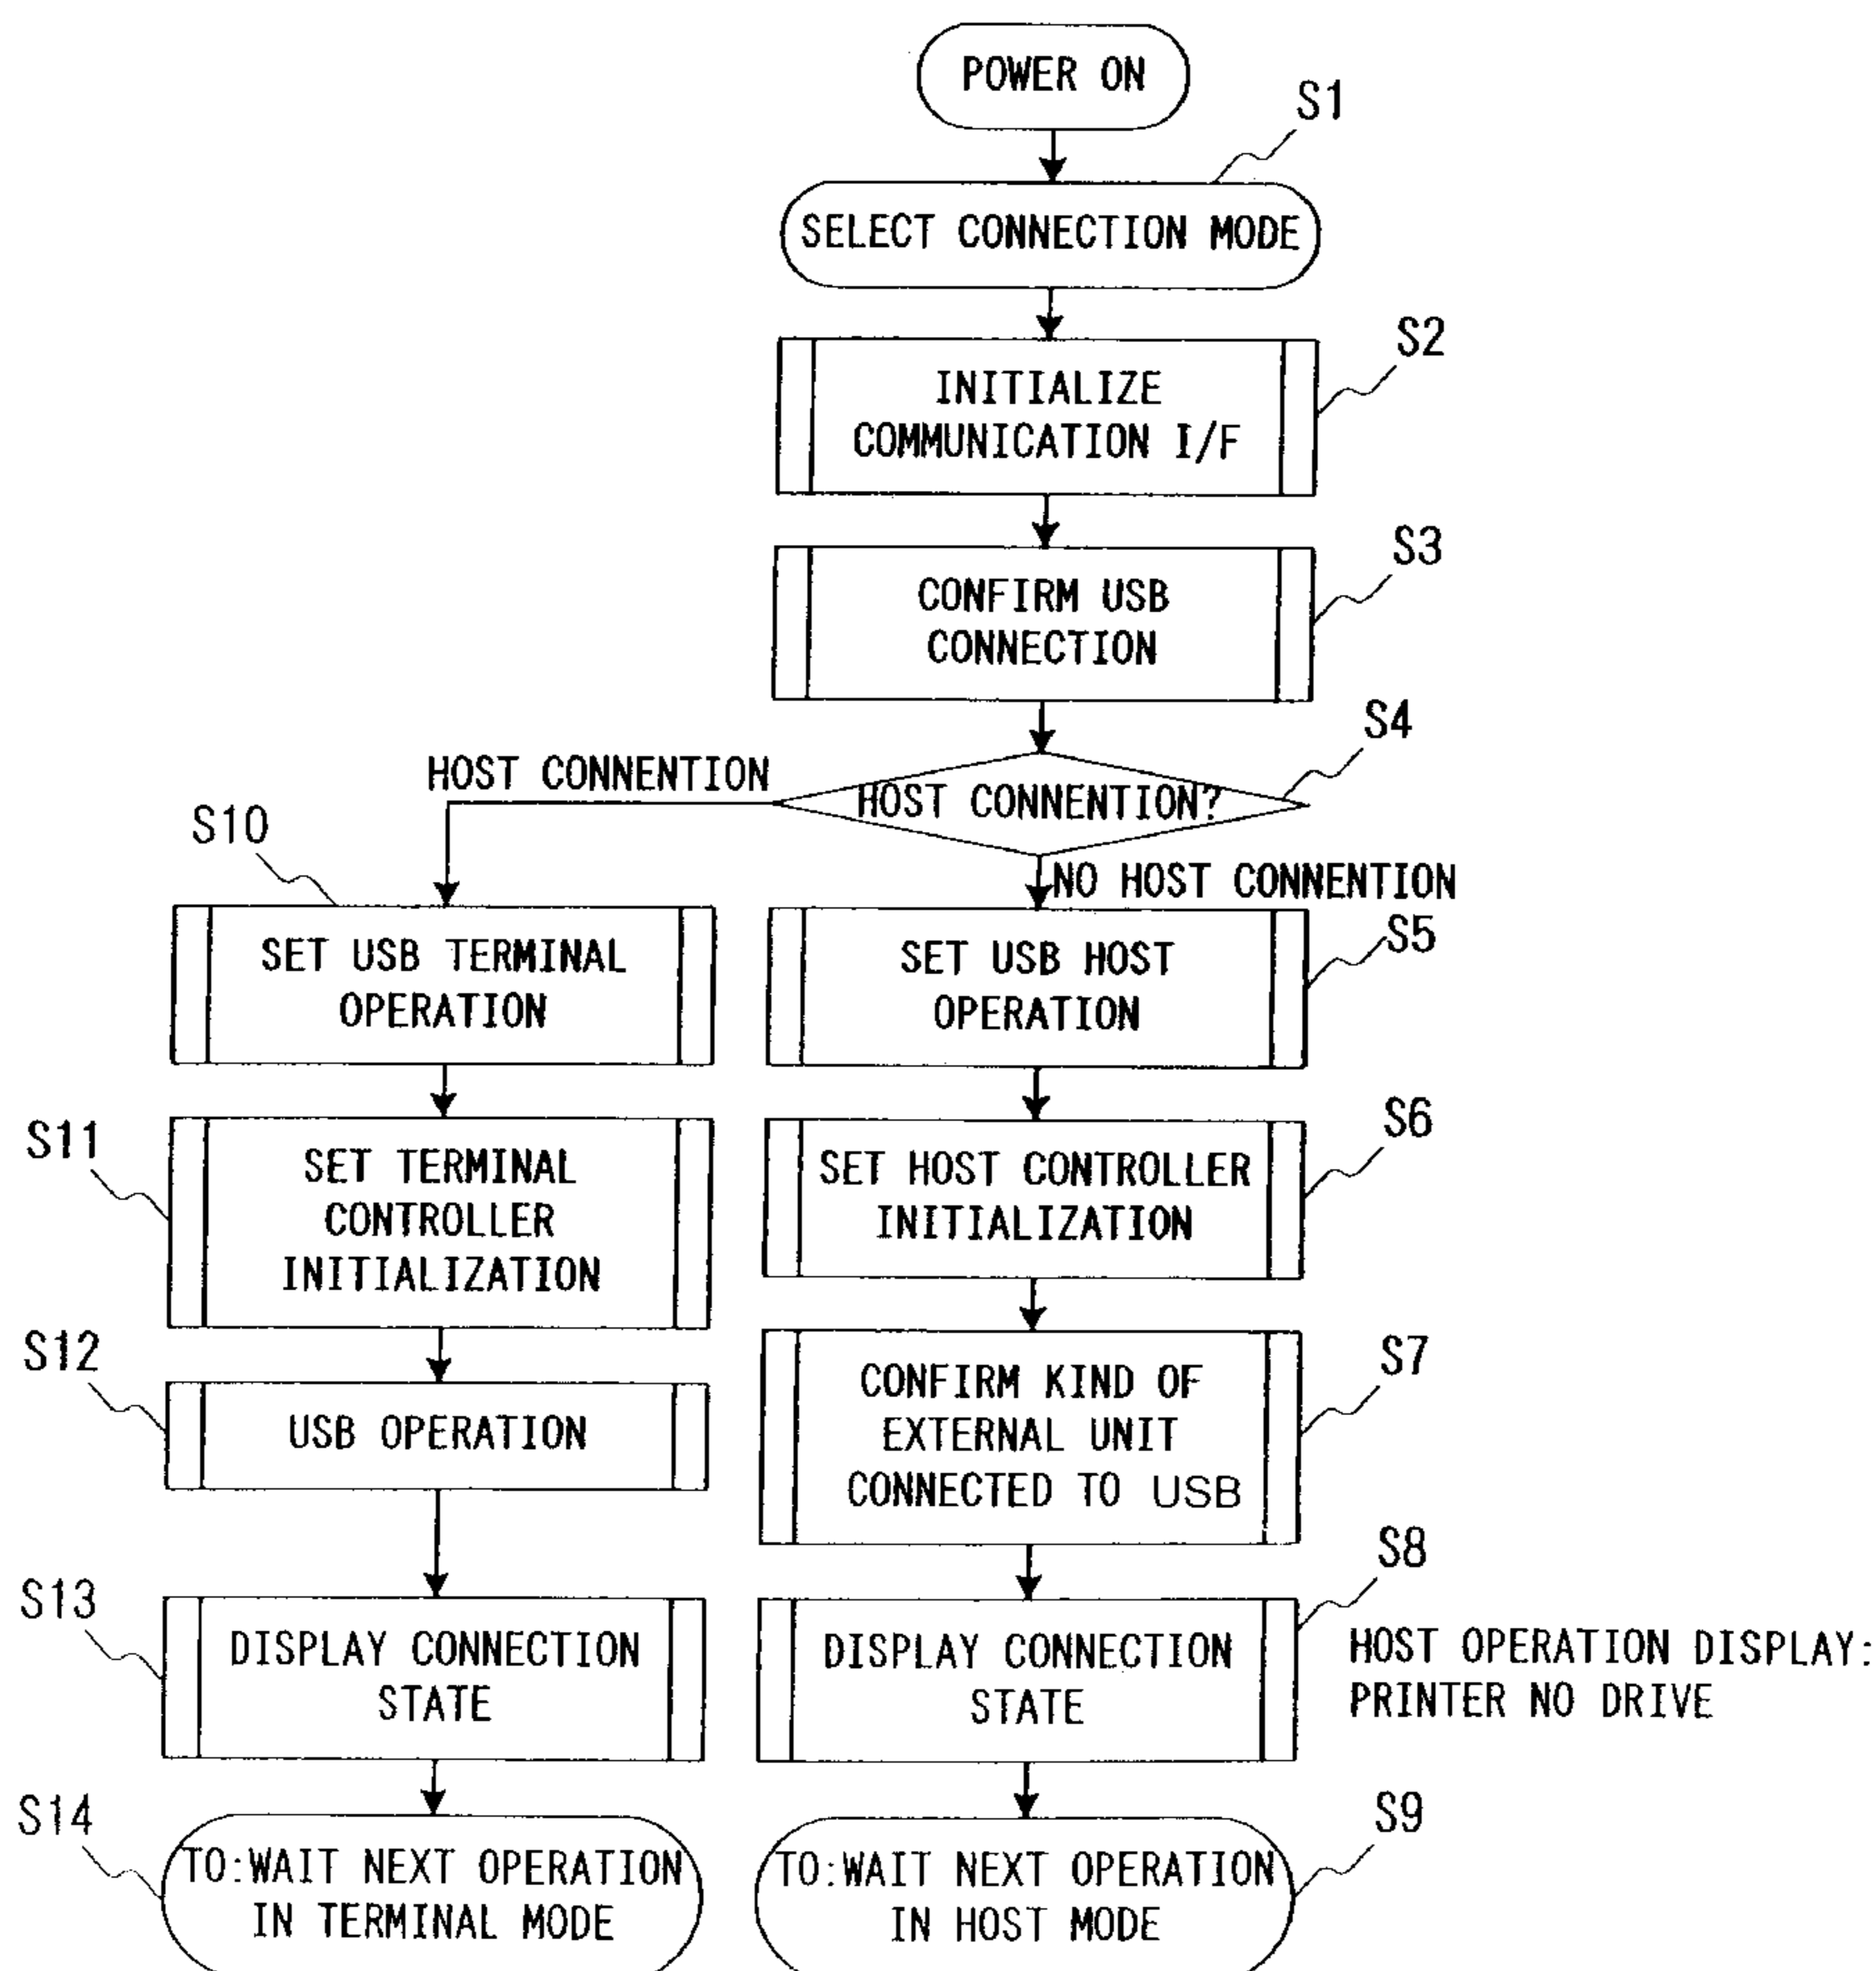 POWER ON
S1
SELECT CONNECTION MODE
S2
INITIALIZE
COMMUNICATION I/F
S3
CONFIRM USB
CONNECTION
S4
HOST CONNENTION
HOST CONNENTION?
S10
NO HOST CONNENTION
S5
SET USB TERMINAL
OPERATION
SET USB HOST
OPERATION
S11
SET TERMINAL
CONTROLLER
INITIALIZATION
S6
SET HOST CONTROLLER
INITIALIZATION
S12
USB OPERATION
S7
CONFIRM KIND OF
EXTERNAL UNIT
CONNECTED TO USB
S13
DISPLAY CONNECTION
STATE
S8
DISPLAY CONNECTION
STATE
HOST OPERATION DISPLAY:
PRINTER NO DRIVE
S14
TO:WAIT NEXT OPERATION
IN TERMINAL MODE
S9
TO:WAIT NEXT OPERATION
IN HOST MODE